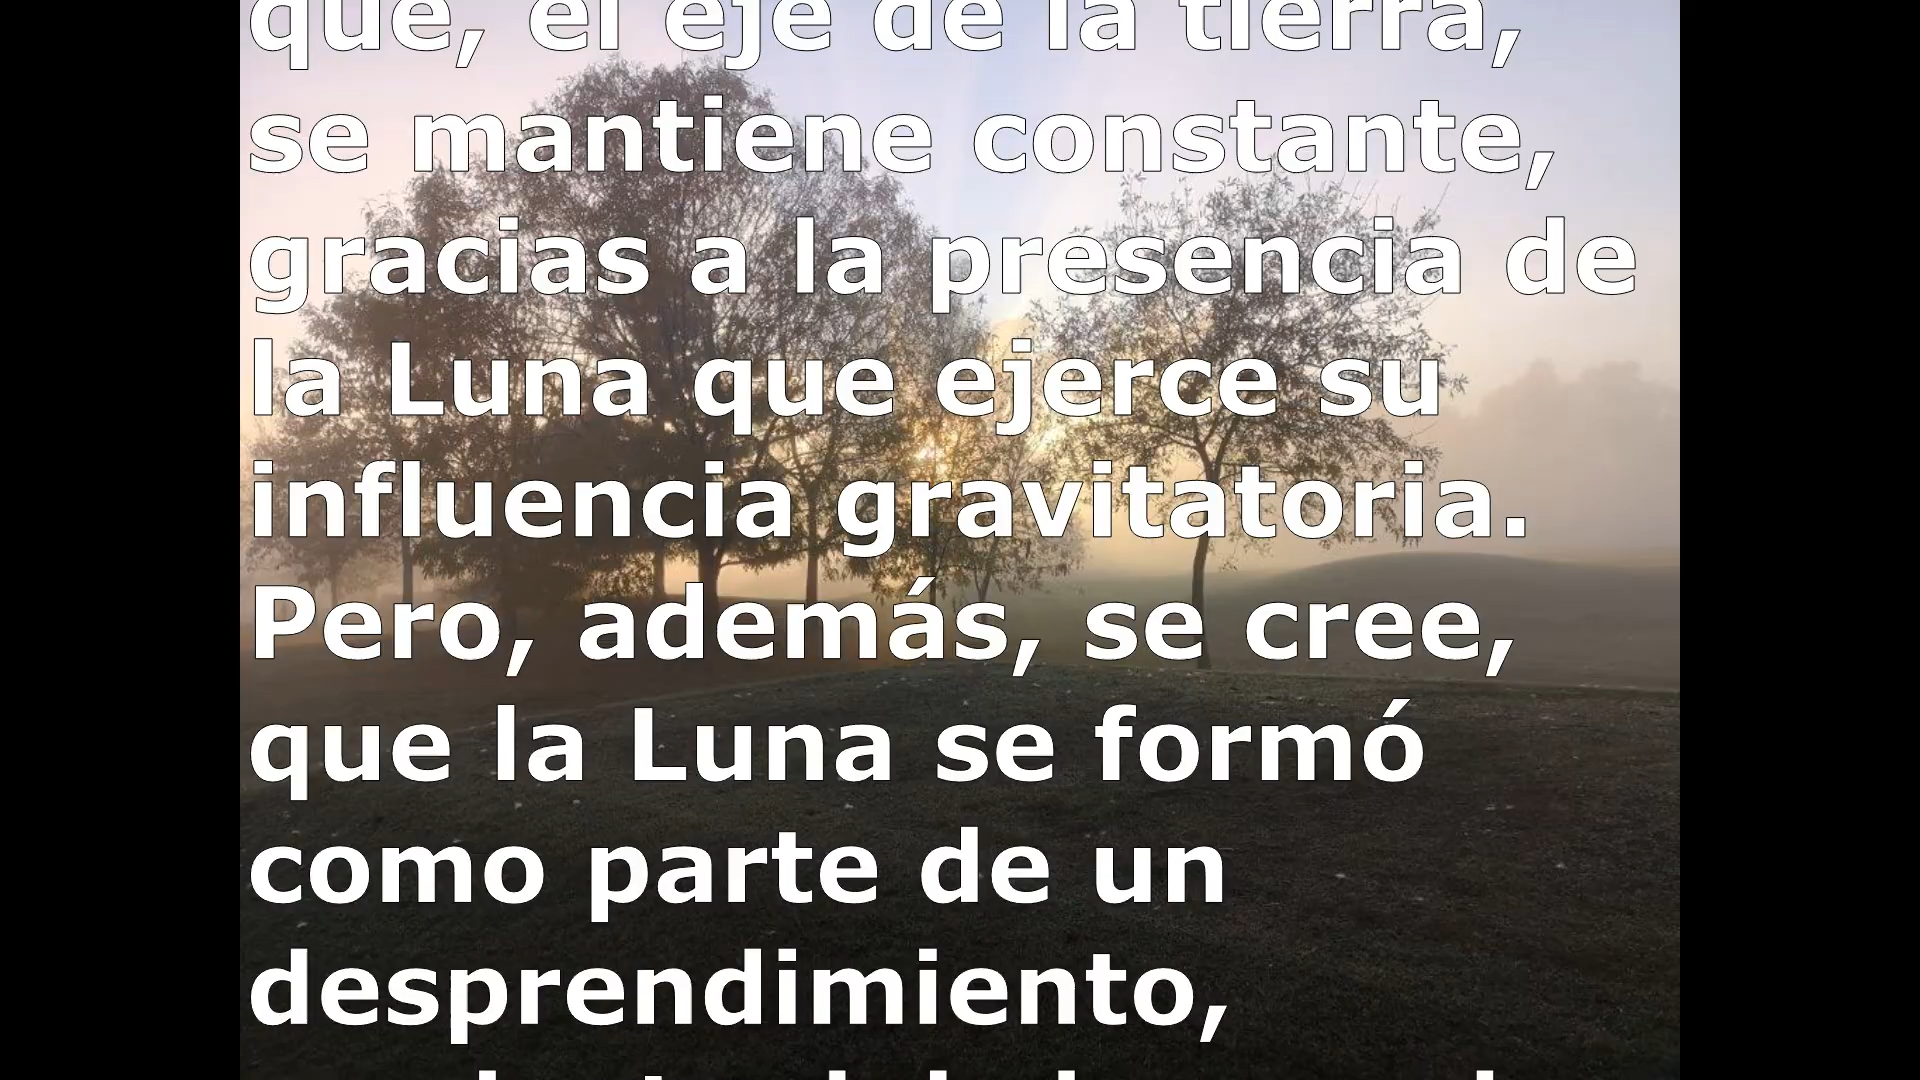 que, el eje de la tierra,
se mantiene constante,
gracias a la presencia de
la Luna que ejerce su
influencia gravitatoria.
Pero, además, se cree,
que la Luna se formó
como parte de un
desprendimiento,